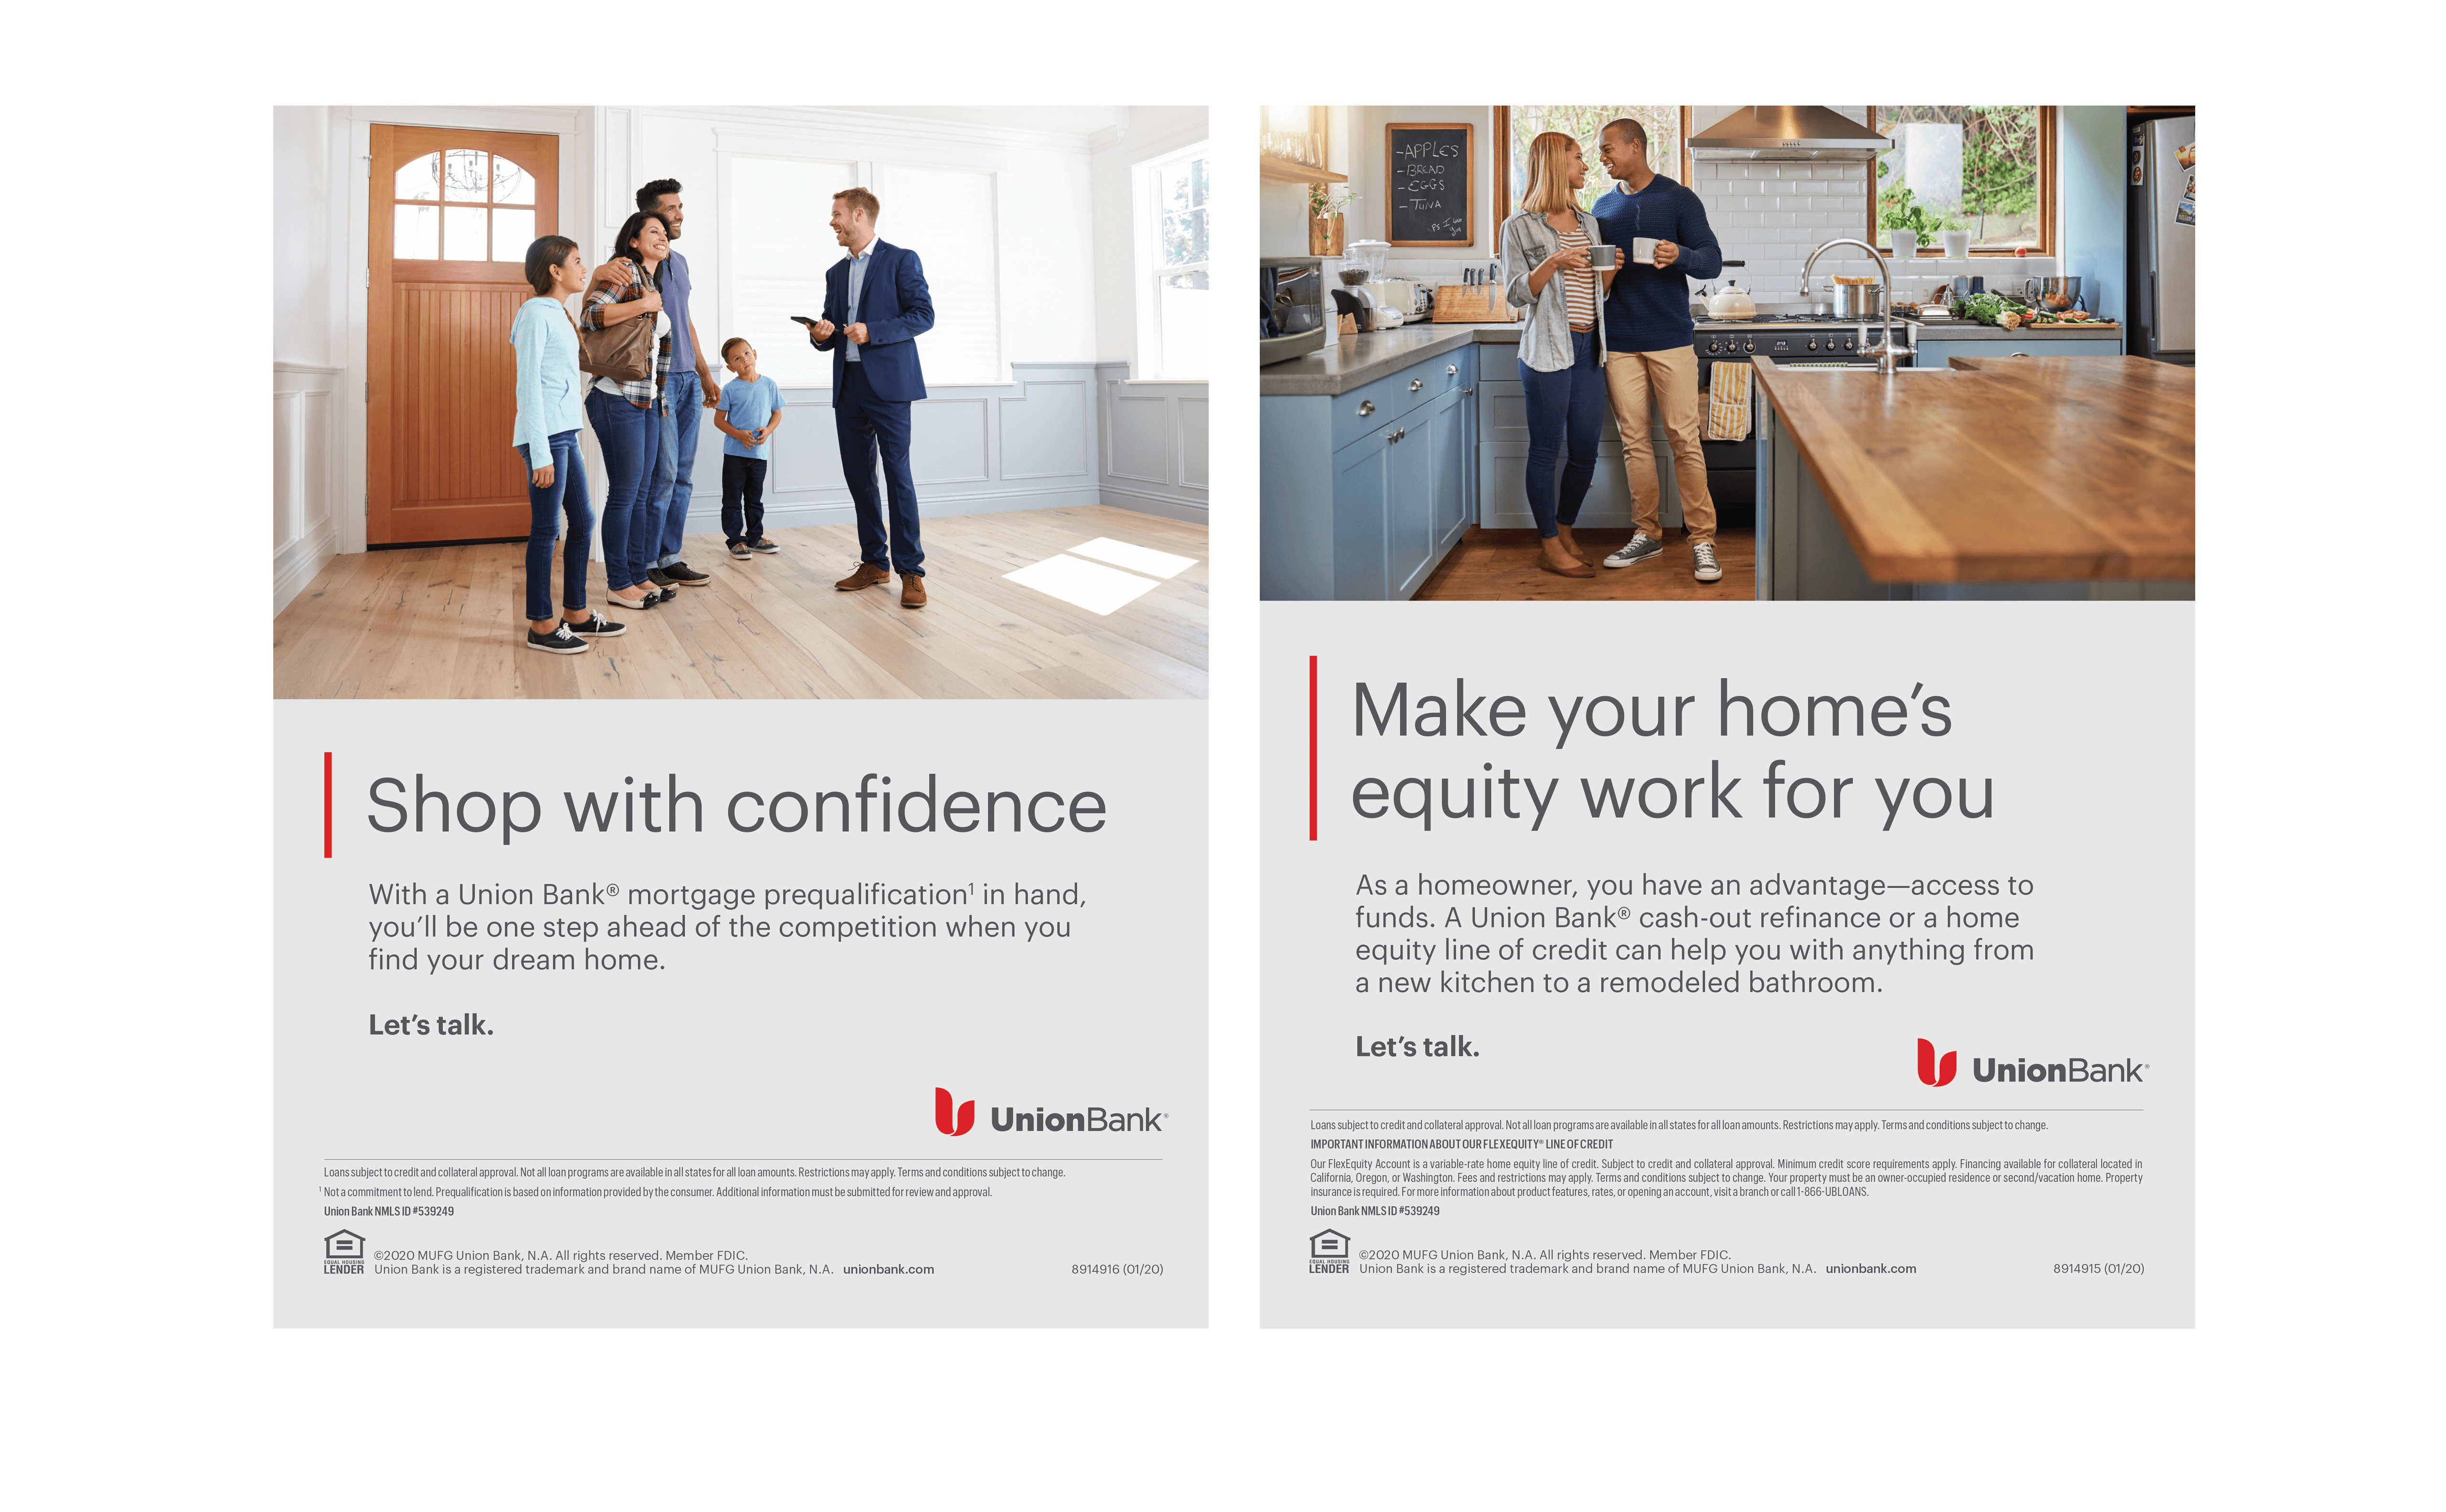 Shop with confidence
With a Union Bank® mortgage prequalification¹ in hand,
you’ll be one step ahead of the competition when you
find your dream home.
Let’s talk.
UnionBank®
Loans subject to credit and collateral approval. Not all loan programs are available in all states for all loan amounts. Restrictions may apply. Terms and conditions subject to change.
¹ Not a commitment to lend. Prequalification is based on information provided by the consumer. Additional information must be submitted for review and approval.
Union Bank NMLS ID #539249
EQUAL HOUSING
LENDER
©2020 MUFG Union Bank, N.A. All rights reserved. Member FDIC.
Union Bank is a registered trademark and brand name of MUFG Union Bank, N.A. unionbank.com
8914916 (01/20)
-APPLES
-BREAD
-EGGS
-TUNA
PS I
Make your home’s
equity work for you
As a homeowner, you have an advantage—access to
funds. A Union Bank® cash-out refinance or a home
equity line of credit can help you with anything from
a new kitchen to a remodeled bathroom.
Let’s talk.
UnionBank®
Loans subject to credit and collateral approval. Not all loan programs are available in all states for all loan amounts. Restrictions may apply. Terms and conditions subject to change.
IMPORTANT INFORMATION ABOUT OUR FLEXEQUITY® LINE OF CREDIT
Our FlexEquity Account is a variable-rate home equity line of credit. Subject to credit and collateral approval. Minimum credit score requirements apply. Financing available for collateral located in
California, Oregon, or Washington. Fees and restrictions may apply. Terms and conditions subject to change. Your property must be an owner-occupied residence or second/vacation home. Property
insurance is required. For more information about product features, rates, or opening an account, visit a branch or call 1-866-UBLOANS.
Union Bank NMLS ID #539249
EQUAL HOUSING
LENDER
©2020 MUFG Union Bank, N.A. All rights reserved. Member FDIC.
Union Bank is a registered trademark and brand name of MUFG Union Bank, N.A. unionbank.com
8914915 (01/20)